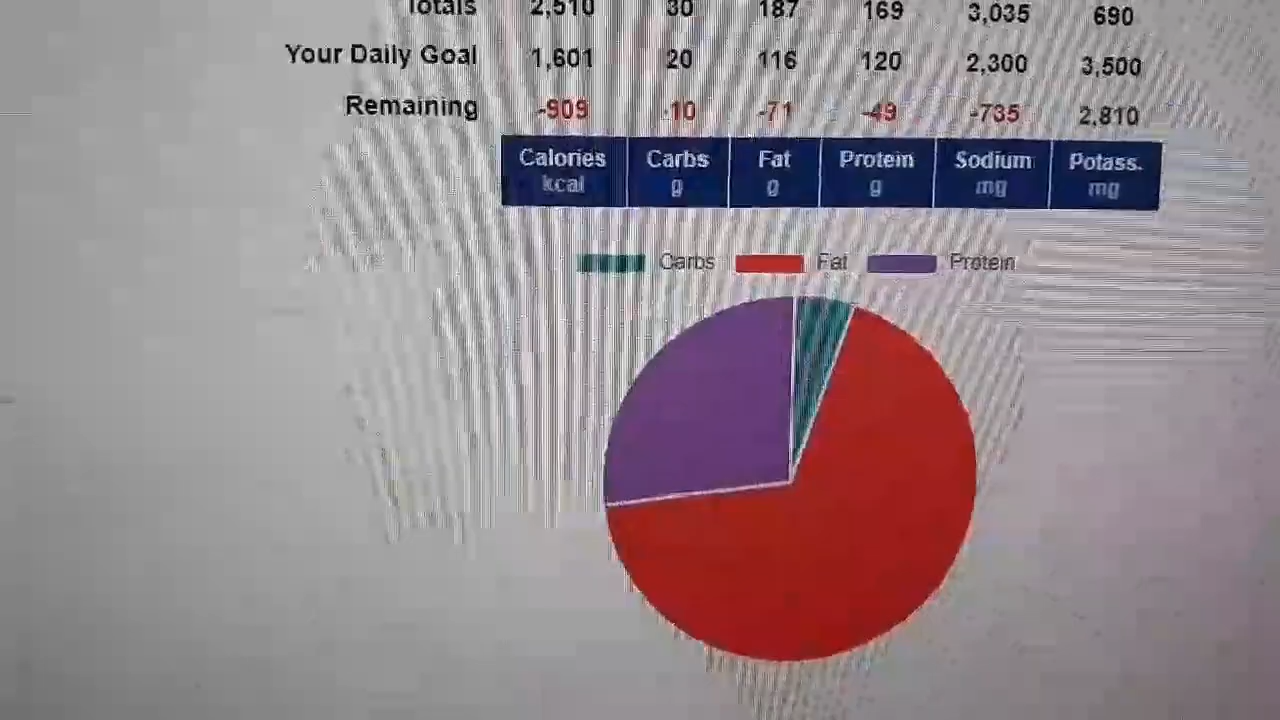 Totals 2,510 30 187 169 3,035 690
Your Daily Goal 1,601 20 116 120 2,300 3,500
Remaining -909 -10 -71 -49 -735 2,810
Calories Carbs Fat Protein Sodium Potass.
kcal g g g mg mg
Carbs Fat Protein